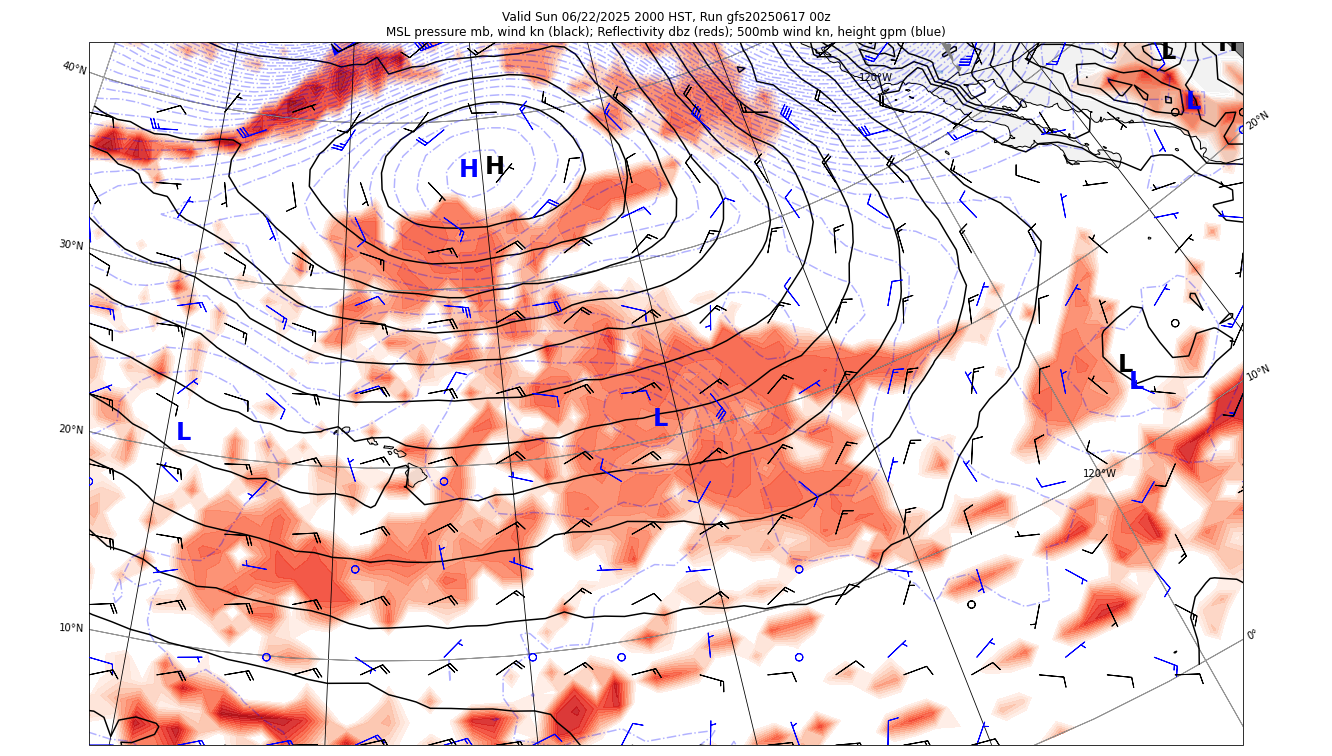 Valid Sun 06/22/2025 2000 HST, Run gfs20250617 00z
MSL pressure mb, wind kn (black); Reflectivity dbz (reds); 500mb wind kn, height gpm (blue)
L H
40°N 120°W
L 20°N
H H
30°N
L 10°N
L
20°N L L
120°W
10°N 0°